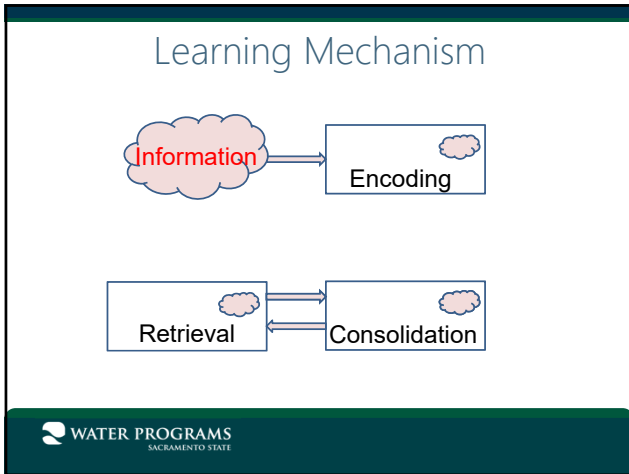 Learning Mechanism
Information
Encoding
Retrieval
Consolidation
WATER PROGRAMS
SACRAMENTO STATE